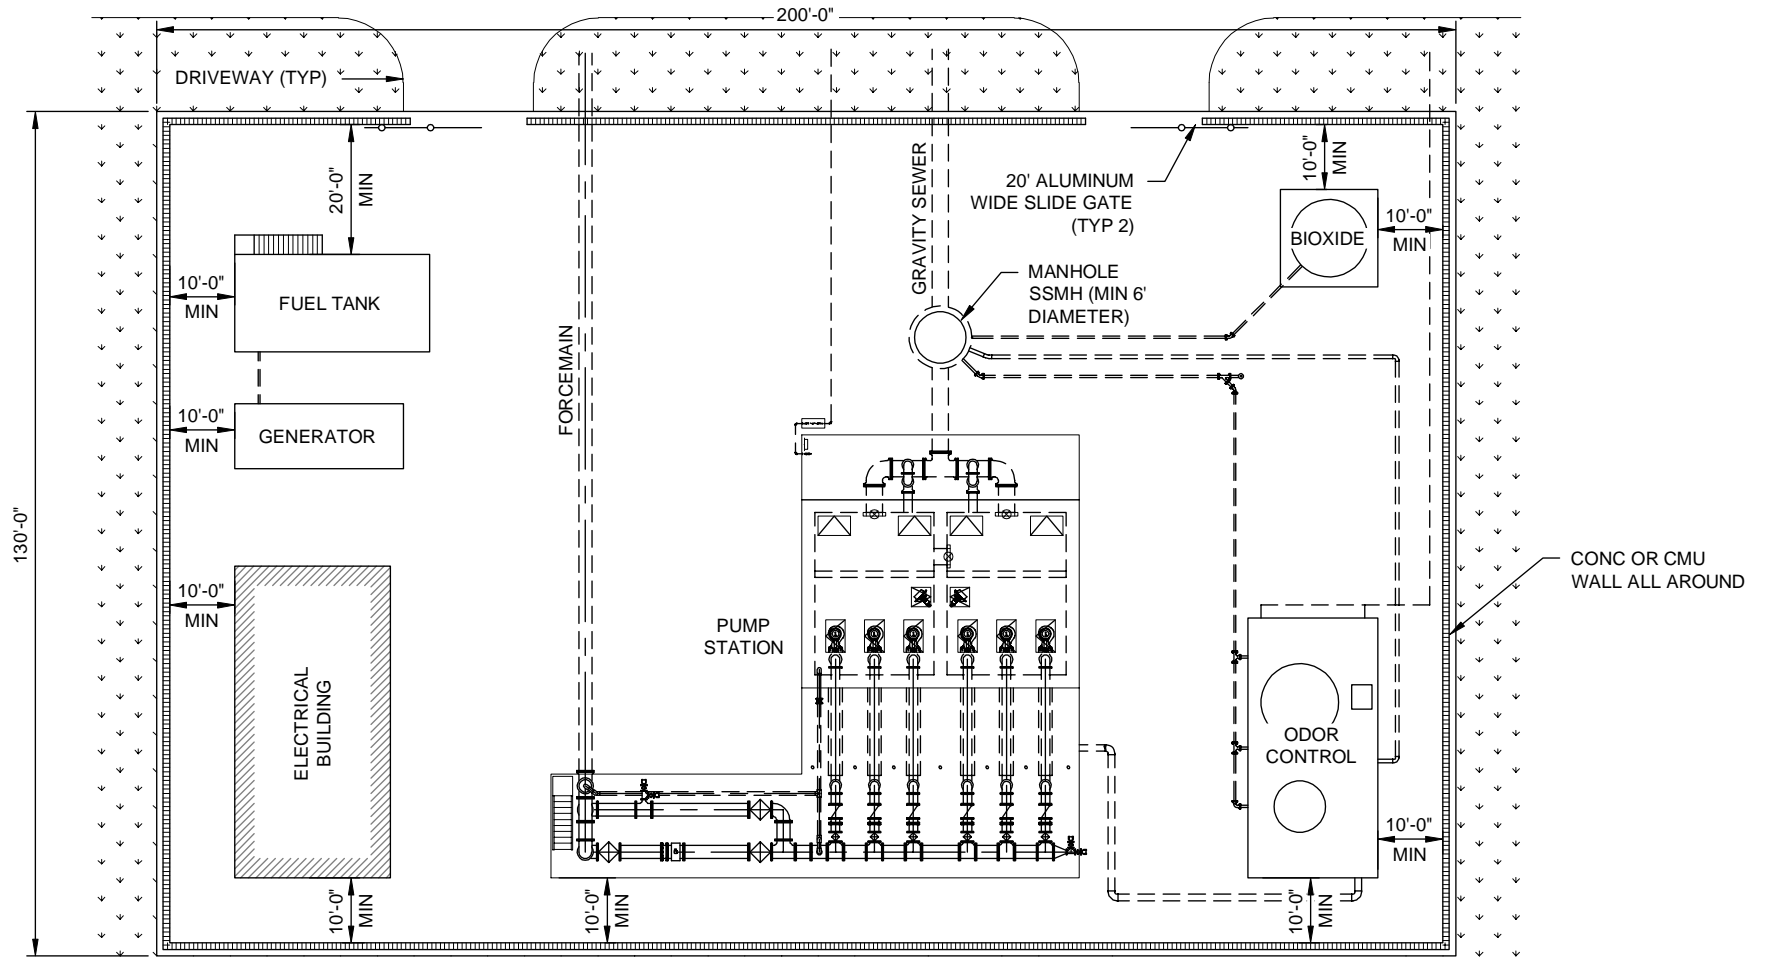 200'-0"
DRIVEWAY (TYP)
20'-0"
MIN
10'-0"
MIN
FUEL TANK
10'-0"
MIN
GENERATOR
130'-0"
10'-0"
MIN
ELECTRICAL
BUILDING
10'-0"
MIN
FORCEMAIN
GRAVITY SEWER
20' ALUMINUM
WIDE SLIDE GATE
(TYP 2)
MANHOLE
SSMH (MIN 6'
DIAMETER)
10'-0"
MIN
BIOXIDE
10'-0"
MIN
PUMP
STATION
10'-0"
MIN
CONC OR CMU
WALL ALL AROUND
ODOR
CONTROL
10'-0"
MIN
10'-0"
MIN